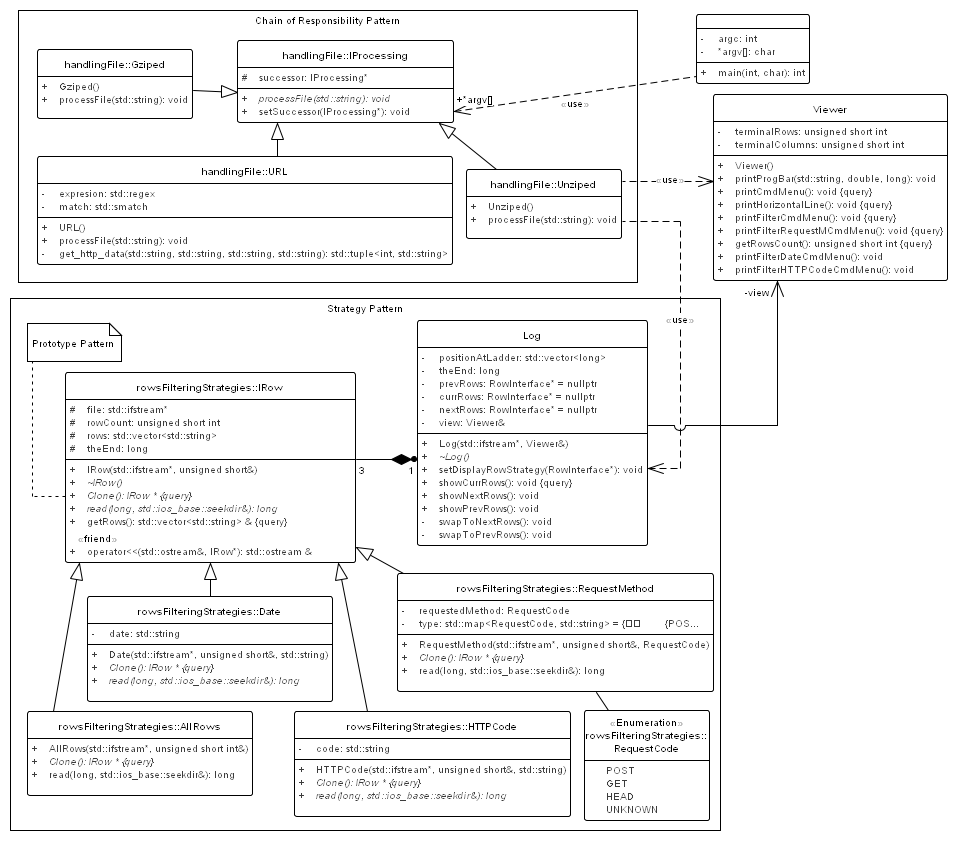 Chain of Responsibility Pattern
handlingFile::Gziped
+ Gziped()
+ processFile(std::string): void
handlingFile::IProcessing
# successor: IProcessing*
+ processFile(std::string): void
+ setSuccessor(IProcessing*): void
- argc: int
- *argv[]: char
+ main(int, char): int
+*argv[]
«use»
handlingFile::URL
- expresion: std::regex
- match: std::smatch
+ URL()
+ processFile(std::string): void
- get_http_data(std::string, std::string, std::string, std::string): std::tuple<int, std::string>
handlingFile::Unziped
+ Unziped()
+ processFile(std::string): void
«use»
Viewer
- terminalRows: unsigned short int
- terminalColumns: unsigned short int
+ Viewer()
+ printProgBar(std::string, double, long): void
+ printCmdMenu(): void {query}
+ printHorizontalLine(): void {query}
+ printFilterCmdMenu(): void {query}
+ printFilterRequestMCmdMenu(): void {query}
+ getRowsCount(): unsigned short int {query}
+ printFilterDateCmdMenu(): void
+ printFilterHTTPCodeCmdMenu(): void
-view
«use»
Strategy Pattern
Prototype Pattern
rowsFilteringStrategies::IRow
# file: std::ifstream*
# rowCount: unsigned short int
# rows: std::vector<std::string>
# theEnd: long
+ IRow(std::ifstream*, unsigned short&)
+ ~IRow()
+ Clone(): IRow * {query}
+ read(long, std::ios_base::seekdir&): long
+ getRows(): std::vector<std::string> & {query}
«friend»
+ operator<<(std::ostream&, IRow*): std::ostream &
3
1
Log
- positionAtLadder: std::vector<long>
- theEnd: long
- prevRows: RowInterface* = nullptr
- currRows: RowInterface* = nullptr
- nextRows: RowInterface* = nullptr
- view: Viewer&
+ Log(std::ifstream*, Viewer&)
+ ~Log()
+ setDisplayRowStrategy(RowInterface*): void
+ showCurrRows(): void {query}
+ showNextRows(): void
+ showPrevRows(): void
- swapToNextRows(): void
- swapToPrevRows(): void
rowsFilteringStrategies::Date
- date: std::string
+ Date(std::ifstream*, unsigned short&, std::string)
+ Clone(): IRow * {query}
+ read(long, std::ios_base::seekdir&): long
rowsFilteringStrategies::RequestMethod
- requestedMethod: RequestCode
- type: std::map<RequestCode, std::string> = {□□ {POS...
+ RequestMethod(std::ifstream*, unsigned short&, RequestCode)
+ Clone(): IRow * {query}
+ read(long, std::ios_base::seekdir&): long
rowsFilteringStrategies::AllRows
+ AllRows(std::ifstream*, unsigned short int&)
+ Clone(): IRow * {query}
+ read(long, std::ios_base::seekdir&): long
rowsFilteringStrategies::HTTPCode
- code: std::string
+ HTTPCode(std::ifstream*, unsigned short&, std::string)
+ Clone(): IRow * {query}
+ read(long, std::ios_base::seekdir&): long
«Enumeration»
rowsFilteringStrategies::
RequestCode
POST
GET
HEAD
UNKNOWN